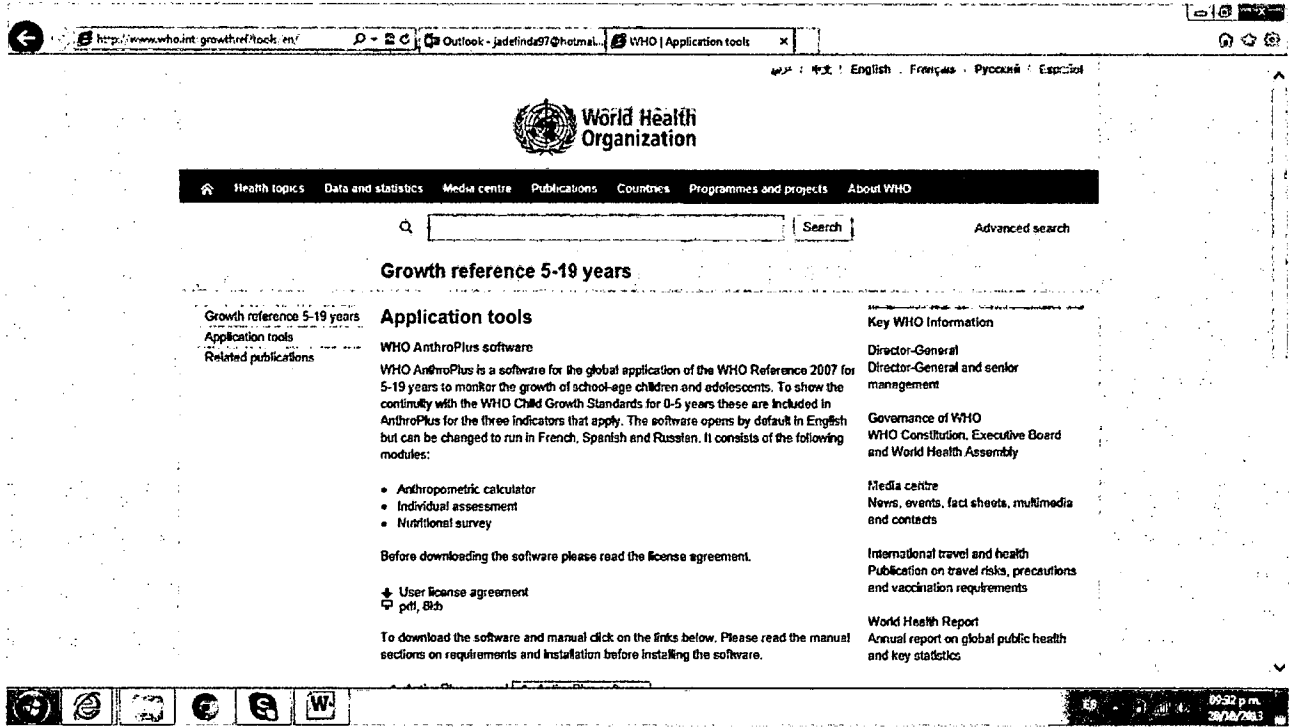 http://www.who.int/growthref/tools/en/
Outlook - jadelinda97@hotmai...
WHO | Application tools
عربي 中文 English Français Русский Español
World Health
Organization
Health topics Data and statistics Media centre Publications Countries Programmes and projects About WHO
Search Advanced search
Growth reference 5-19 years
Growth reference 5-19 years
Application tools
Related publications
Application tools
WHO AnthroPlus software
WHO AnthroPlus is a software for the global application of the WHO Reference 2007 for
5-19 years to monitor the growth of school-age children and adolescents. To show the
continuity with the WHO Child Growth Standards for 0-5 years these are included in
AnthroPlus for the three indicators that apply. The software opens by default in English
but can be changed to run in French, Spanish and Russian. It consists of the following
modules:
• Anthropometric calculator
• Individual assessment
• Nutritional survey
Before downloading the software please read the license agreement.
User license agreement
pdf, 8kb
To download the software and manual click on the links below. Please read the manual
sections on requirements and installation before installing the software.
Key WHO Information
Director-General
Director-General and senior
management
Governance of WHO
WHO Constitution, Executive Board
and World Health Assembly
Media centre
News, events, fact sheets, multimedia
and contacts
International travel and health
Publication on travel risks, precautions
and vaccination requirements
World Health Report
Annual report on global public health
and key statistics
09:32 p.m.